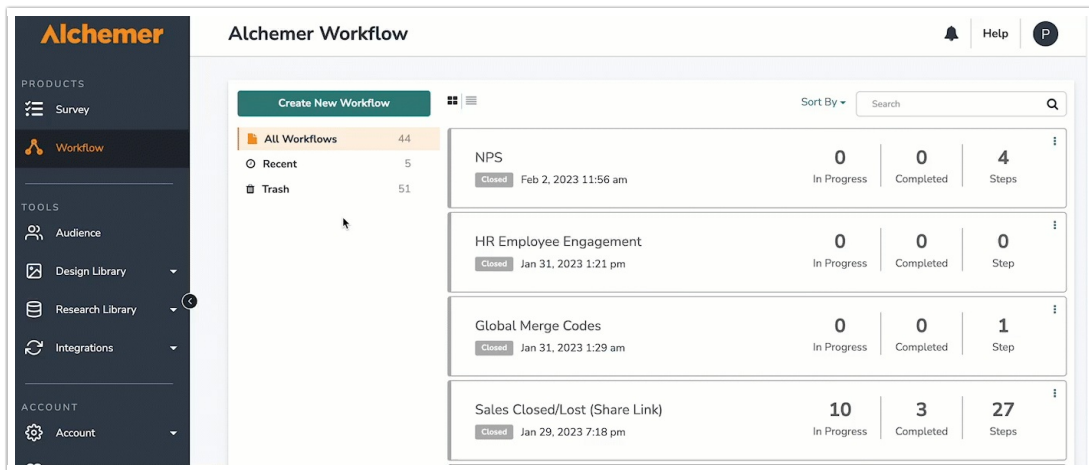 Alchemer
Alchemer Workflow
Help
P
PRODUCTS
Survey
Workflow
TOOLS
Audience
Design Library
Research Library
Integrations
ACCOUNT
Account
Create New Workflow
All Workflows 44
Recent 5
Trash 51
Sort By
Search
NPS
Closed Feb 2, 2023 11:56 am
0 0 4
In Progress Completed Steps
HR Employee Engagement
Closed Jan 31, 2023 1:21 pm
0 0 0
In Progress Completed Step
Global Merge Codes
Closed Jan 31, 2023 1:29 am
0 0 1
In Progress Completed Step
Sales Closed/Lost (Share Link)
Closed Jan 29, 2023 7:18 pm
10 3 27
In Progress Completed Steps